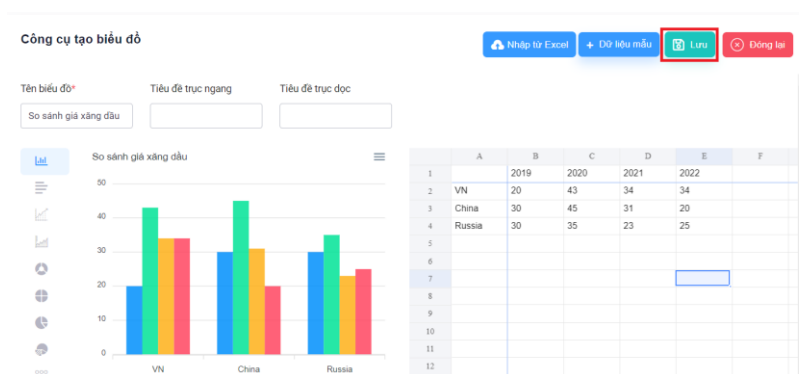 Công cụ tạo biểu đồ
Nhập từ Excel
+ Dữ liệu mẫu
Lưu
Đóng lại
Tên biểu đồ*
Tiêu đề trục ngang
Tiêu đề trục dọc
So sánh giá xăng dầu
So sánh giá xăng dầu
50
40
30
20
10
0
VN China Russia
A B C D E F
1 2019 2020 2021 2022
2 VN 20 43 34 34
3 China 30 45 31 20
4 Russia 30 35 23 25
5
6
7
8
9
10
11
12